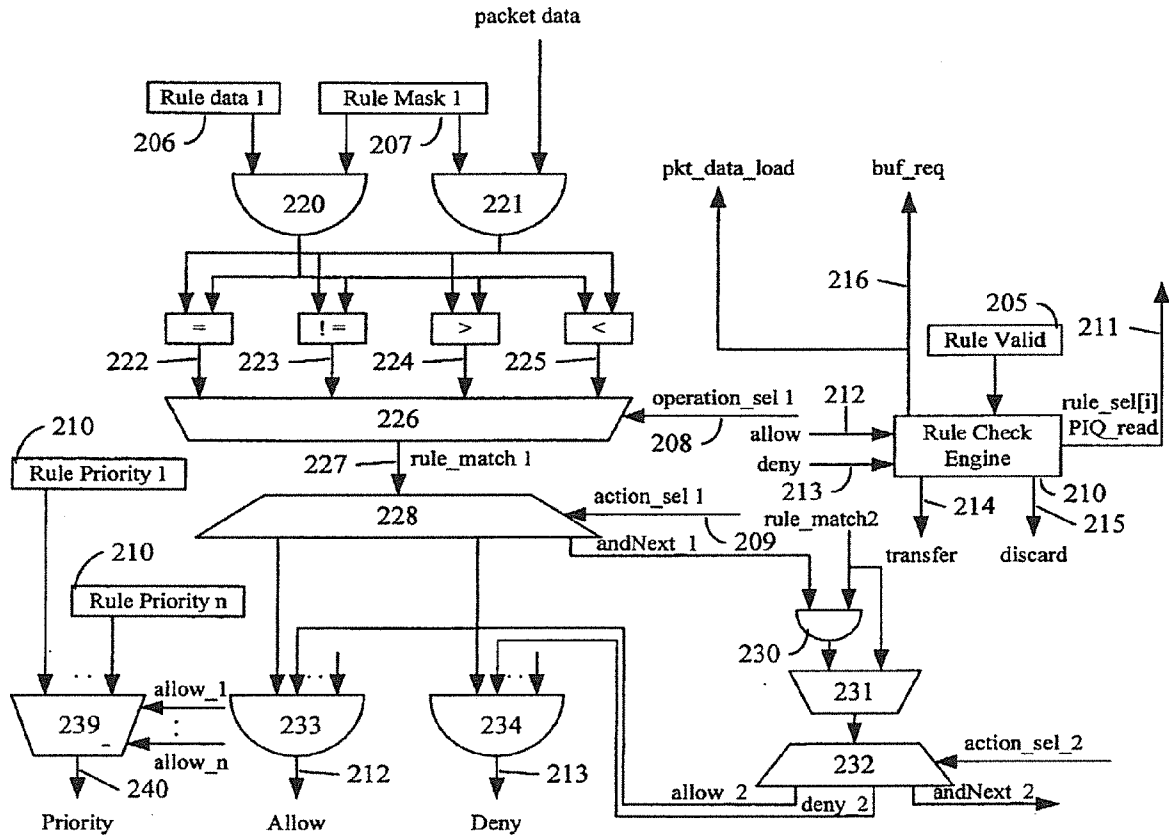 packet data
Rule data 1
Rule Mask 1
206
207
220
221
pkt_data_load
buf_req
216
205
211
Rule Valid
=
! =
>
<
222
223
224
225
226
operation_sel 1
208
212
allow
deny
213
Rule Check
Engine
rule_sel[i]
PIQ_read
210
214
215
transfer
discard
210
Rule Priority 1
227
rule_match 1
228
action_sel 1
209
rule_match2
andNext_1
210
Rule Priority n
230
231
. .
. .
. .
239
allow_1
:
allow_n
233
234
232
action_sel_2
240
212
213
allow_2
deny_2
andNext_2
Priority
Allow
Deny